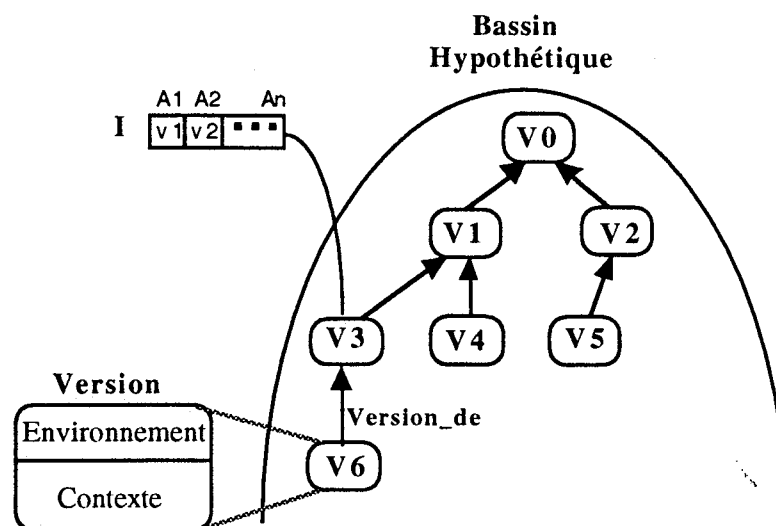 Bassin
Hypothétique
A1 A2 An
I v1 v2 ▪▪▪
V0
V1 V2
V3 V4 V5
Version
Version_de
Environnement
V6
Contexte